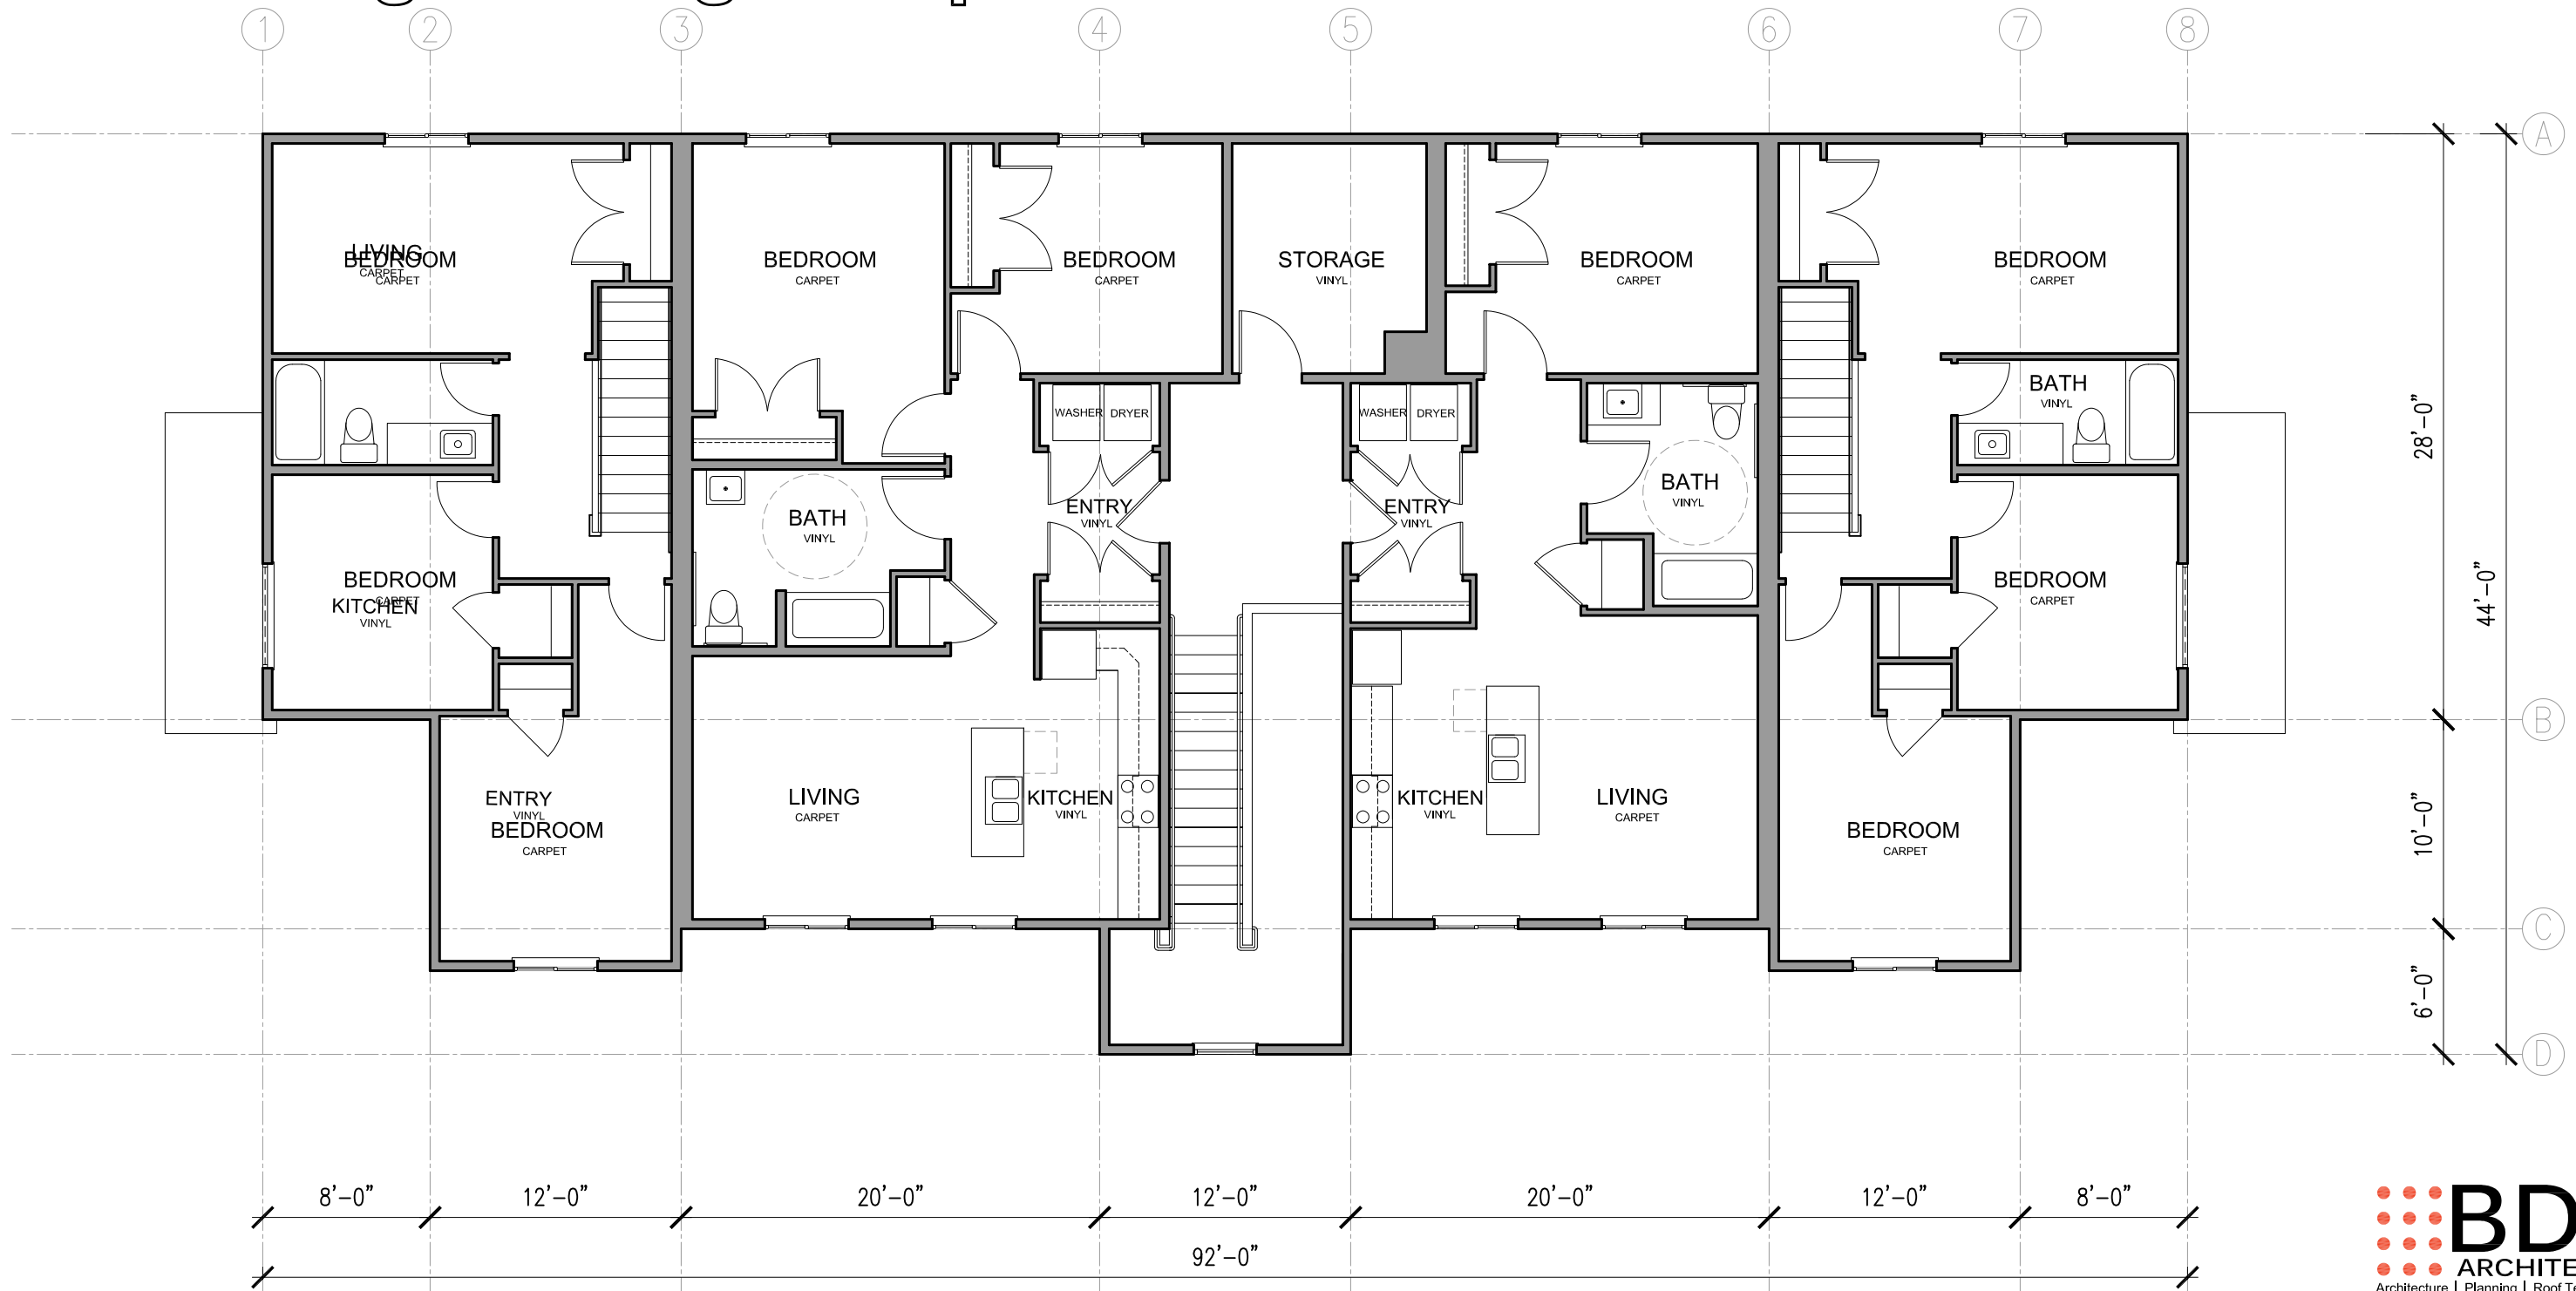 1 2 3 4 5 6 7 8
A
LIVING
CARPET
BEDROOM
CARPET
BEDROOM
CARPET
BEDROOM
CARPET
STORAGE
VINYL
BEDROOM
CARPET
BEDROOM
CARPET
WASHER DRYER
WASHER DRYER
BATH
VINYL
28'-0"
BATH
VINYL
ENTRY
VINYL
ENTRY
VINYL
BATH
VINYL
BEDROOM
CARPET
KITCHEN
VINYL
BEDROOM
CARPET
44'-0"
B
ENTRY
VINYL
BEDROOM
CARPET
LIVING
CARPET
KITCHEN
VINYL
KITCHEN
VINYL
LIVING
CARPET
BEDROOM
CARPET
10'-0"
C
6'-0"
D
8'-0" 12'-0" 20'-0" 12'-0" 20'-0" 12'-0" 8'-0"
92'-0"
BD
ARCHITE
Architecture | Planning | Roof Te